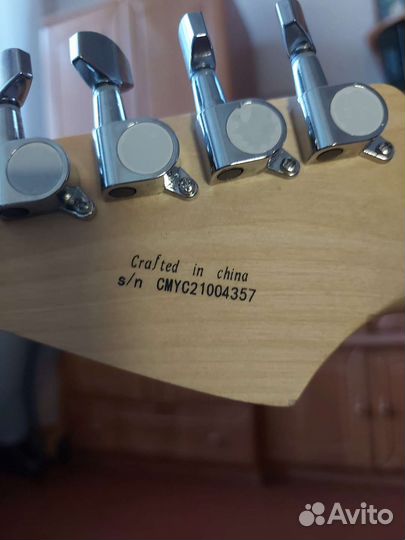 Crafted in china
s/n CMYC21004357
Avito